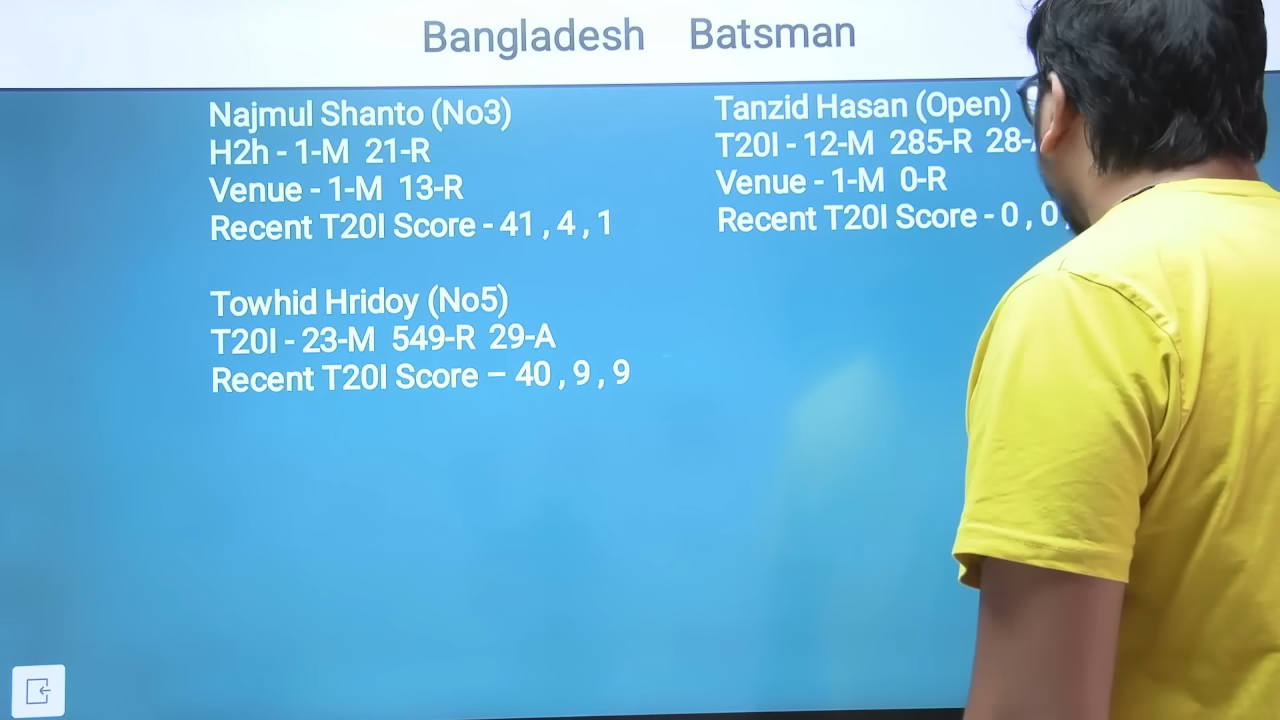 Bangladesh Batsman
Najmul Shanto (No3)
H2h - 1-M 21-R
Venue - 1-M 13-R
Recent T20I Score - 41 , 4 , 1
Tanzid Hasan (Open)
T20I - 12-M 285-R 28-
Venue - 1-M 0-R
Recent T20I Score - 0 , 0
Towhid Hridoy (No5)
T20I - 23-M 549-R 29-A
Recent T20I Score – 40 , 9 , 9